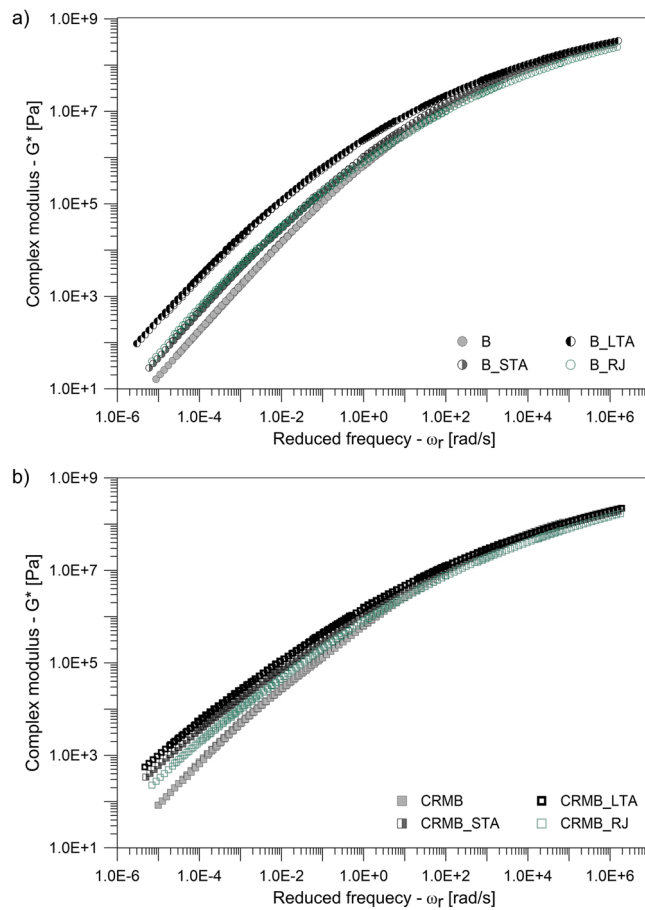 a)
1.0E+9
1.0E+7
1.0E+5
1.0E+3
1.0E+1
Complex modulus - G* [Pa]
B
B_LTA
B_STA
B_RJ
1.0E-6 1.0E-4 1.0E-2 1.0E+0 1.0E+2 1.0E+4 1.0E+6
Reduced frequecy - ωr [rad/s]
b)
1.0E+9
1.0E+7
1.0E+5
1.0E+3
1.0E+1
Complex modulus - G* [Pa]
CRMB
CRMB_LTA
CRMB_STA
CRMB_RJ
1.0E-6 1.0E-4 1.0E-2 1.0E+0 1.0E+2 1.0E+4 1.0E+6
Reduced frequecy - ωr [rad/s]